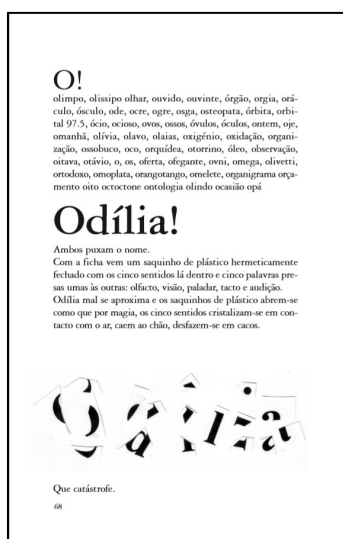 O!
olimpo, olissipo olhar, ouvido, ouvinte, órgão, orgia, orá-
culo, ósculo, ode, ocre, ogre, osga, osteopata, órbita, orbi-
tal 97.5, ócio, ocioso, ovos, ossos, óvulos, óculos, ontem, oje,
omanhã, olívia, olavo, olaias, oxigénio, oxidação, organi-
zação, ossobuco, oco, orquídea, otorrino, óleo, observação,
oitava, otávio, o, os, oferta, ofegante, ovni, omega, olivetti,
ortodoxo, omoplata, orangotango, omelete, organigrama orça-
mento oito octoctone ontologia olindo ocasião opá
Odília!
Ambos puxam o nome.
Com a ficha vem um saquinho de plástico hermeticamente
fechado com os cinco sentidos lá dentro e cinco palavras pre-
sas umas às outras: olfacto, visão, paladar, tacto e audição.
Odília mal se aproxima e os saquinhos de plástico abrem-se
como que por magia, os cinco sentidos cristalizam-se em con-
tacto com o ar, caem ao chão, desfazem-se em cacos.
Que catástrofe.
68